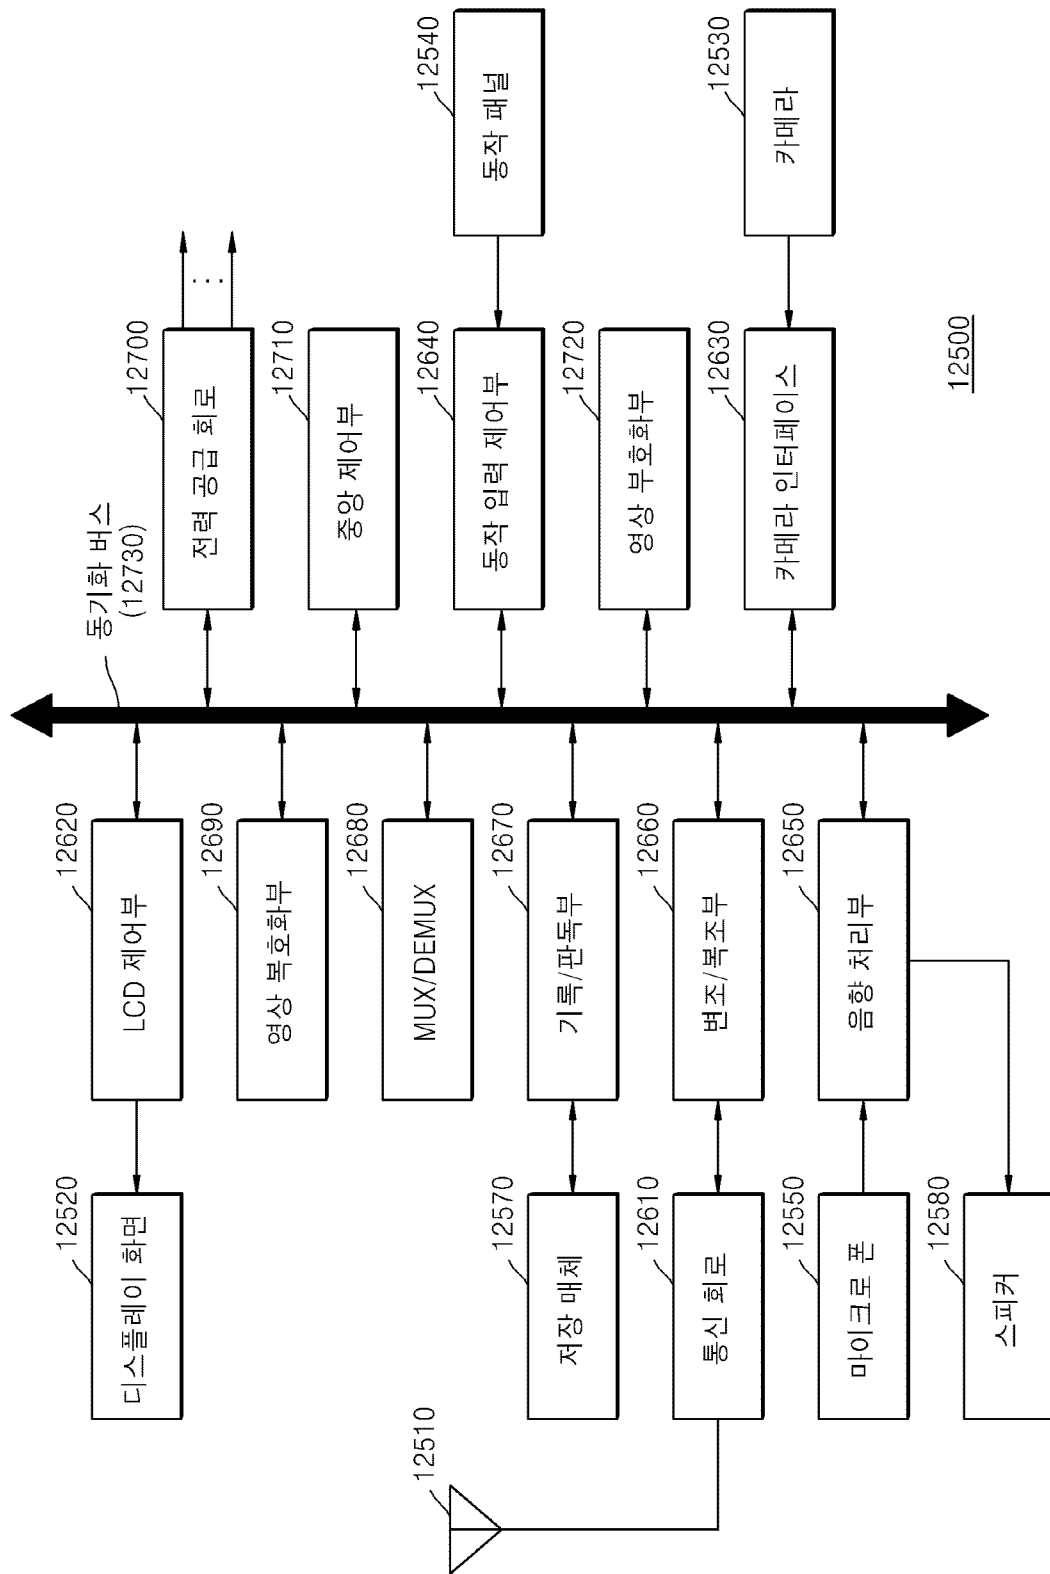 12510
12520
디스플레이 화면
12570
저장 매체
12610
통신 회로
12550
마이크로 폰
12580
스피커
12620
LCD 제어부
12690
영상 복호화부
12680
MUX/DEMUX
12670
기록/판독부
12660
변조/복조부
12650
음향 처리부
동기화 버스
(12730)
12700
전력 공급 회로
...
12710
중앙 제어부
12640
동작 입력 제어부
12720
영상 부호화부
12630
카메라 인터페이스
12540
동작 패널
12530
카메라
12500